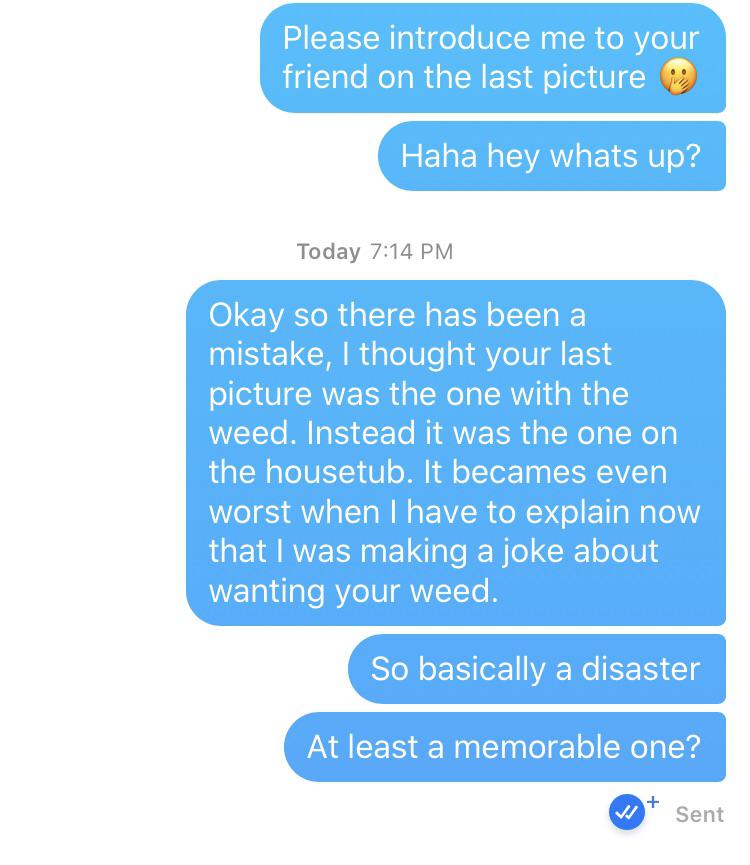 Please introduce me to your
friend on the last picture 🤭
Haha hey whats up?
Today 7:14 PM
Okay so there has been a
mistake, I thought your last
picture was the one with the
weed. Instead it was the one on
the housetub. It becames even
worst when I have to explain now
that I was making a joke about
wanting your weed.
So basically a disaster
At least a memorable one?
Sent